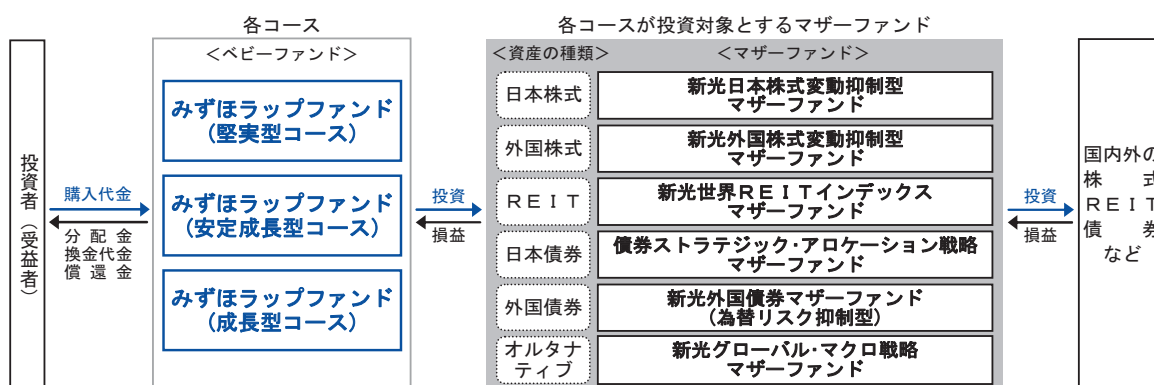 各コース
各コースが投資対象とするマザーファンド
投資者(受益者)
購入代金
分配金
換金代金
償還金
<ベビーファンド>
みずほラップファンド
(堅実型コース)
みずほラップファンド
(安定成長型コース)
みずほラップファンド
(成長型コース)
投資
損益
<資産の種類>
<マザーファンド>
日本株式
新光日本株式変動抑制型
マザーファンド
外国株式
新光外国株式変動抑制型
マザーファンド
REIT
新光世界REITインデックス
マザーファンド
日本債券
債券ストラテジック・アロケーション戦略
マザーファンド
外国債券
新光外国債券マザーファンド
(為替リスク抑制型)
オルタナ
ティブ
新光グローバル・マクロ戦略
マザーファンド
投資
損益
国内外の
株式
REIT
債券
など